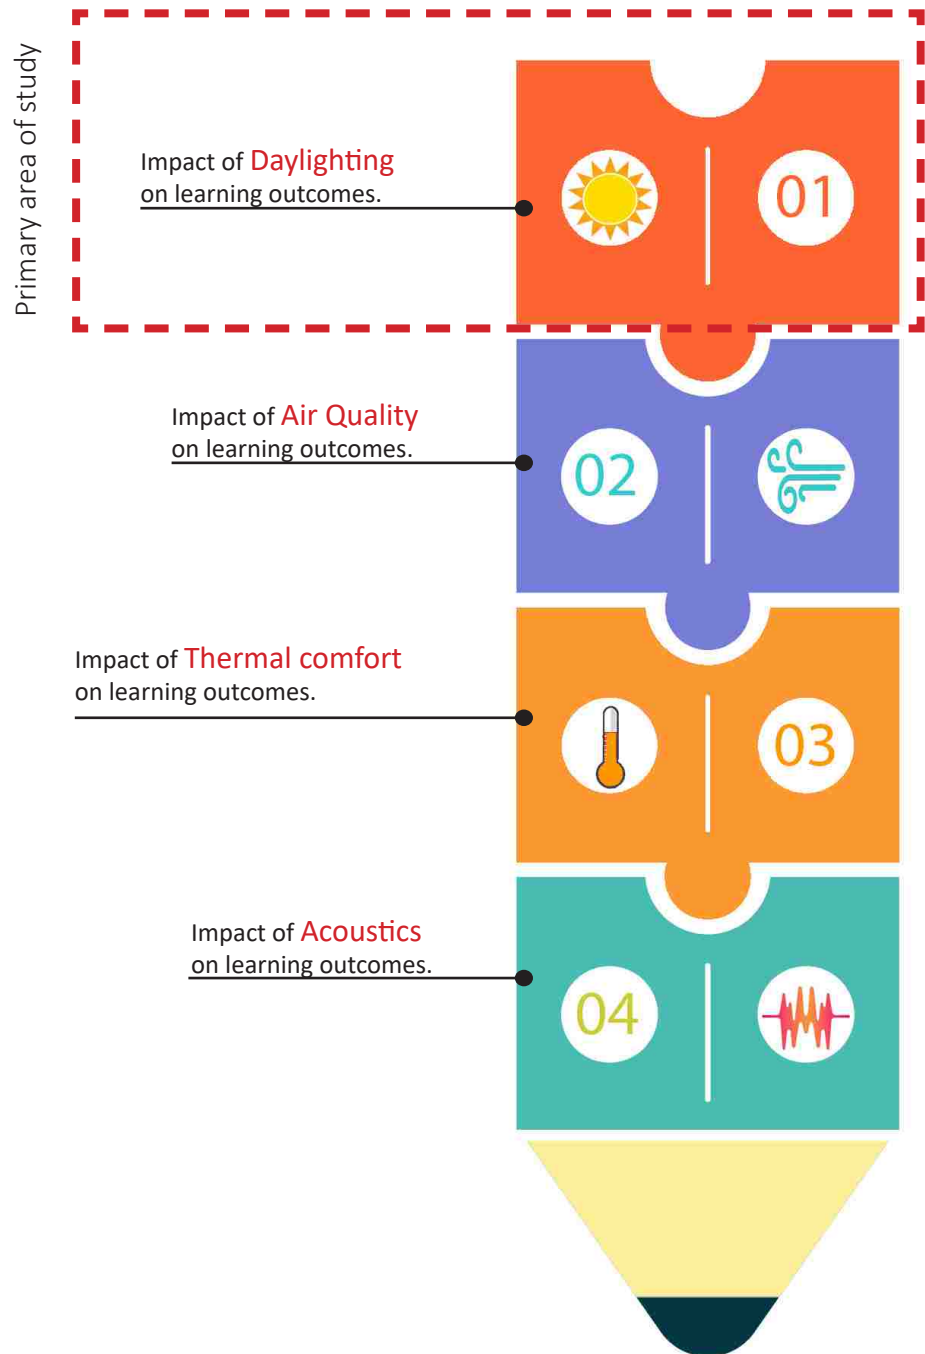 Primary area of study
Impact of Daylighting
on learning outcomes.
01
Impact of Air Quality
on learning outcomes.
02
Impact of Thermal comfort
on learning outcomes.
03
Impact of Acoustics
on learning outcomes.
04